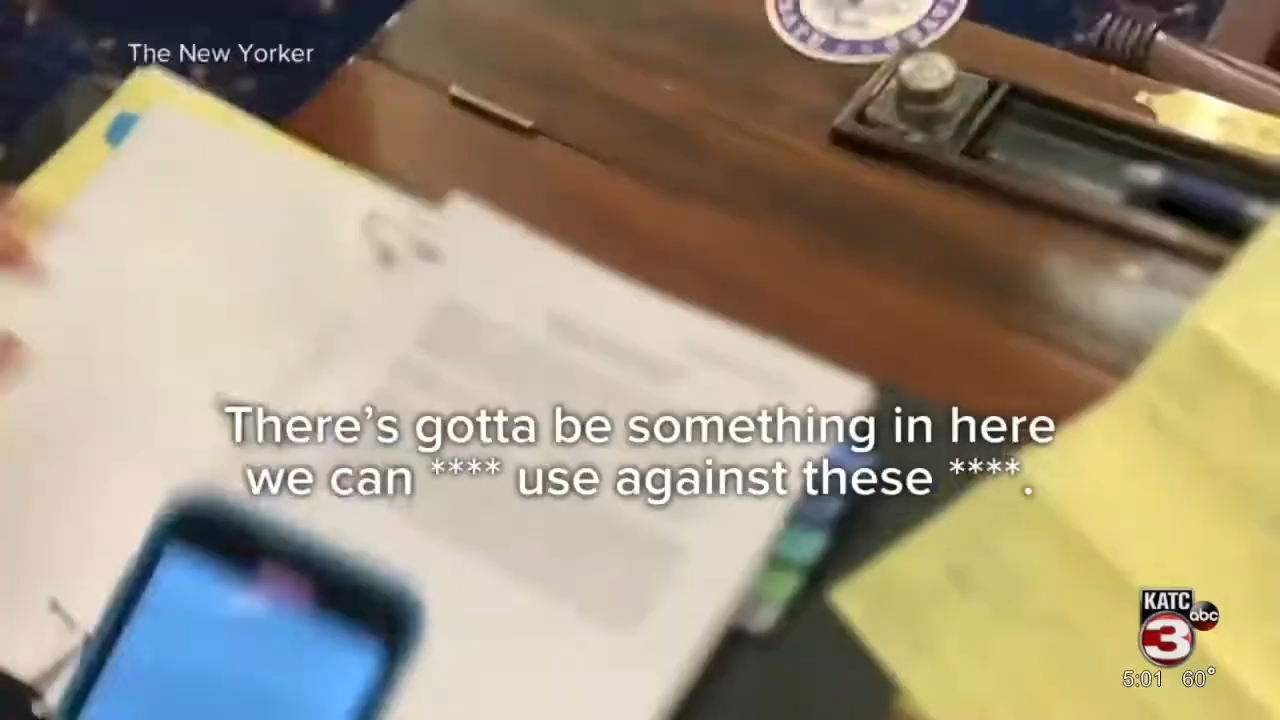 The New Yorker
There's gotta be something in here
we can **** use against these ****.
KATC
abc
3
5:01 60°